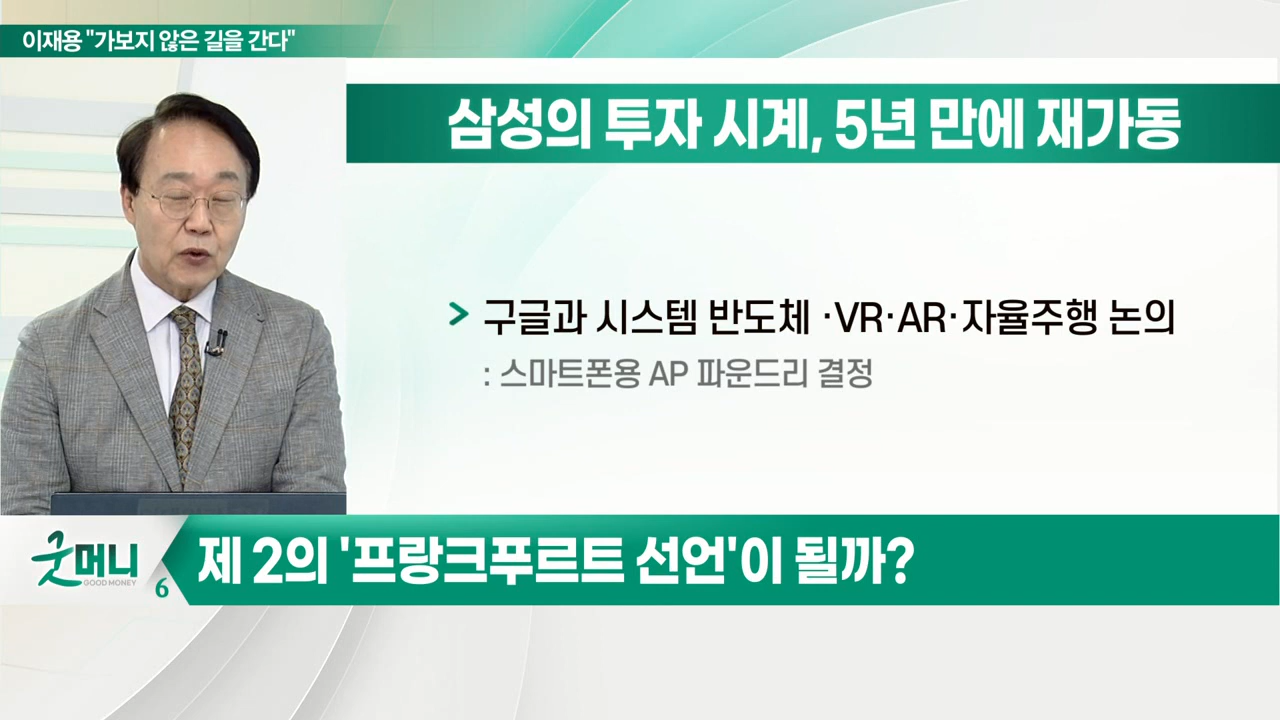 이재용 "가보지 않은 길을 간다"
삼성의 투자 시계, 5년 만에 재가동
> 구글과 시스템 반도체 ·VR·AR·자율주행 논의
: 스마트폰용 AP 파운드리 결정
굿머니
GOOD MONEY
6
제 2의 '프랑크푸르트 선언'이 될까?